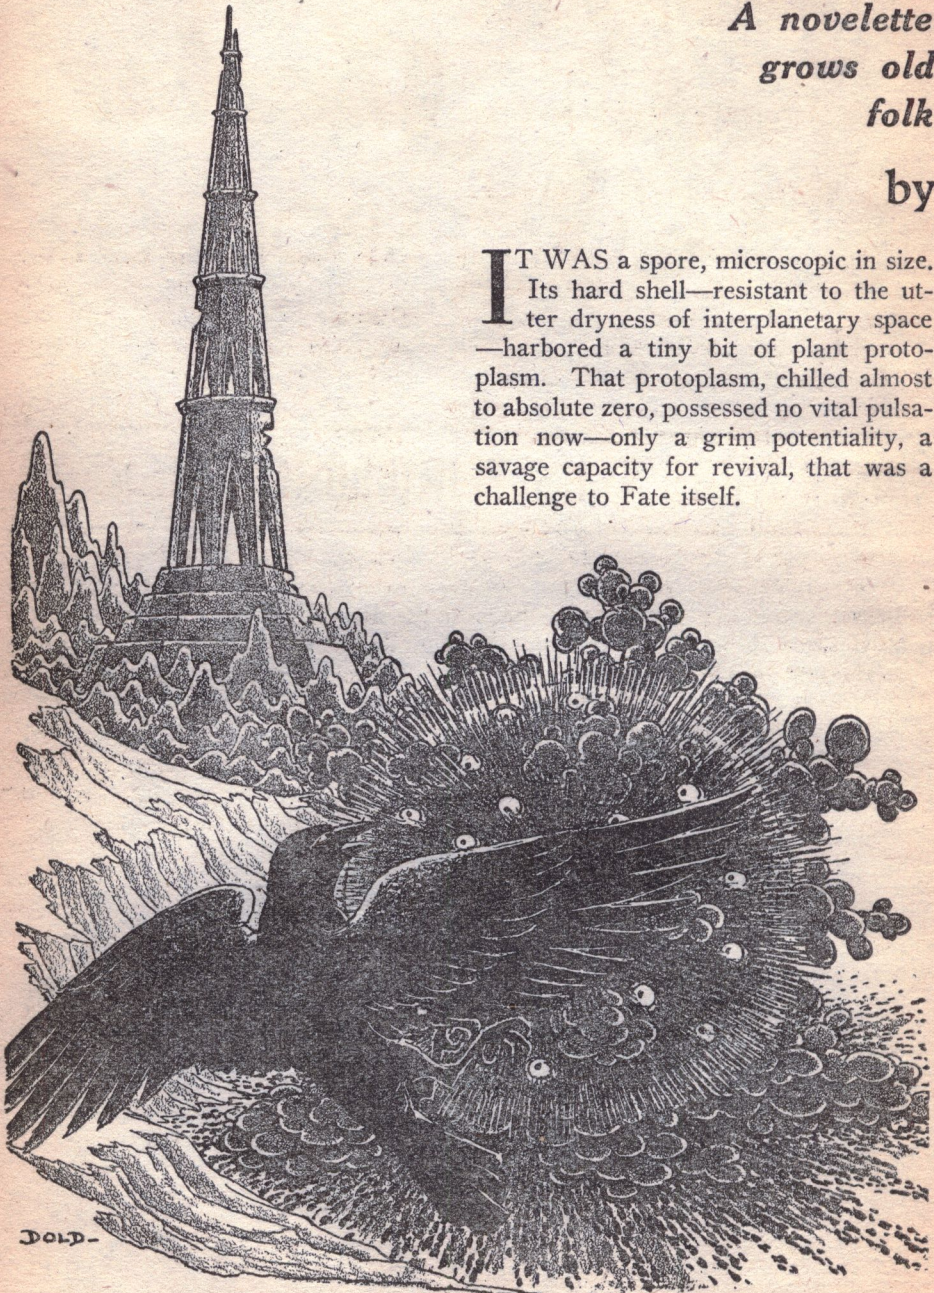 A novelette
grows old
folk
by
IT WAS a spore, microscopic in size.
Its hard shell—resistant to the ut-
ter dryness of interplanetary space
—harbored a tiny bit of plant proto-
plasm. That protoplasm, chilled almost
to absolute zero, possessed no vital pulsa-
tion now—only a grim potentiality, a
savage capacity for revival, that was a
challenge to Fate itself.
DOLD-